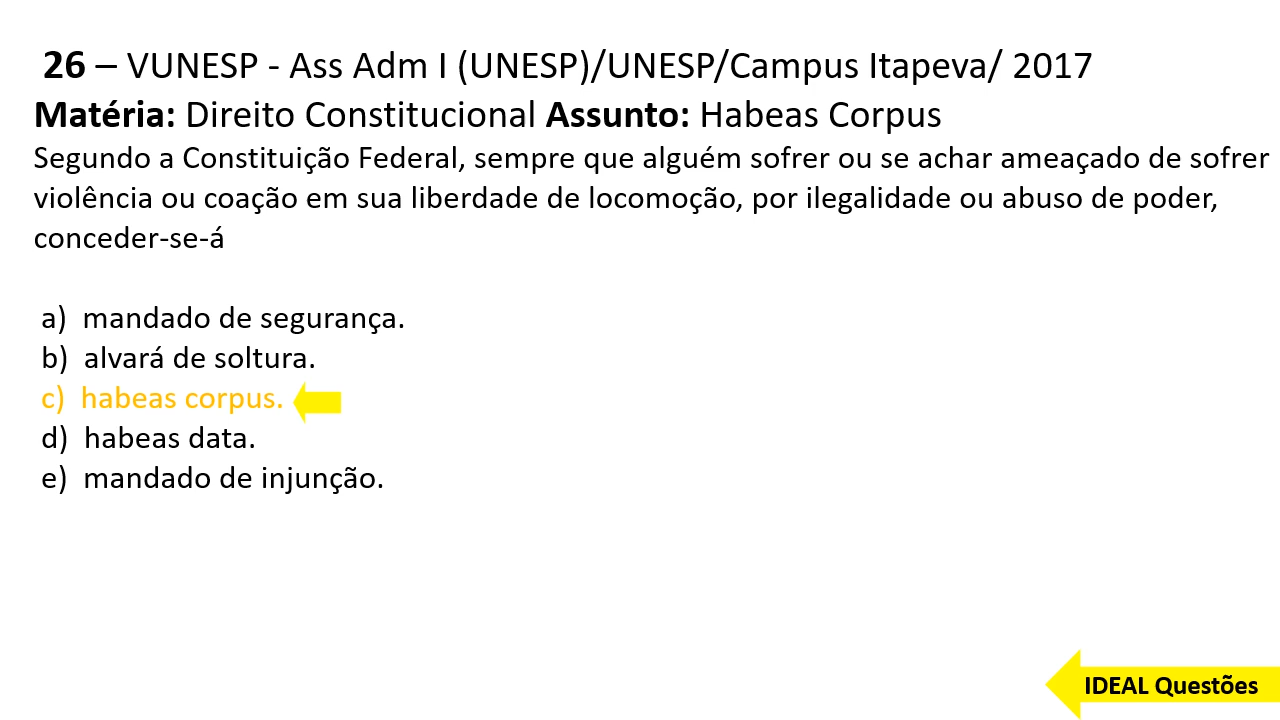 26 – VUNESP - Ass Adm I (UNESP)/UNESP/Campus Itapeva/ 2017
Matéria: Direito Constitucional Assunto: Habeas Corpus
Segundo a Constituição Federal, sempre que alguém sofrer ou se achar ameaçado de sofrer
violência ou coação em sua liberdade de locomoção, por ilegalidade ou abuso de poder,
conceder-se-á
a) mandado de segurança.
b) alvará de soltura.
c) habeas corpus.
d) habeas data.
e) mandado de injunção.
IDEAL Questões